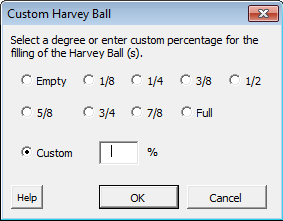 Custom Harvey Ball
Select a degree or enter custom percentage for the
filling of the Harvey Ball (s).
Empty 1/8 1/4 3/8 1/2
5/8 3/4 7/8 Full
Custom %
Help OK Cancel